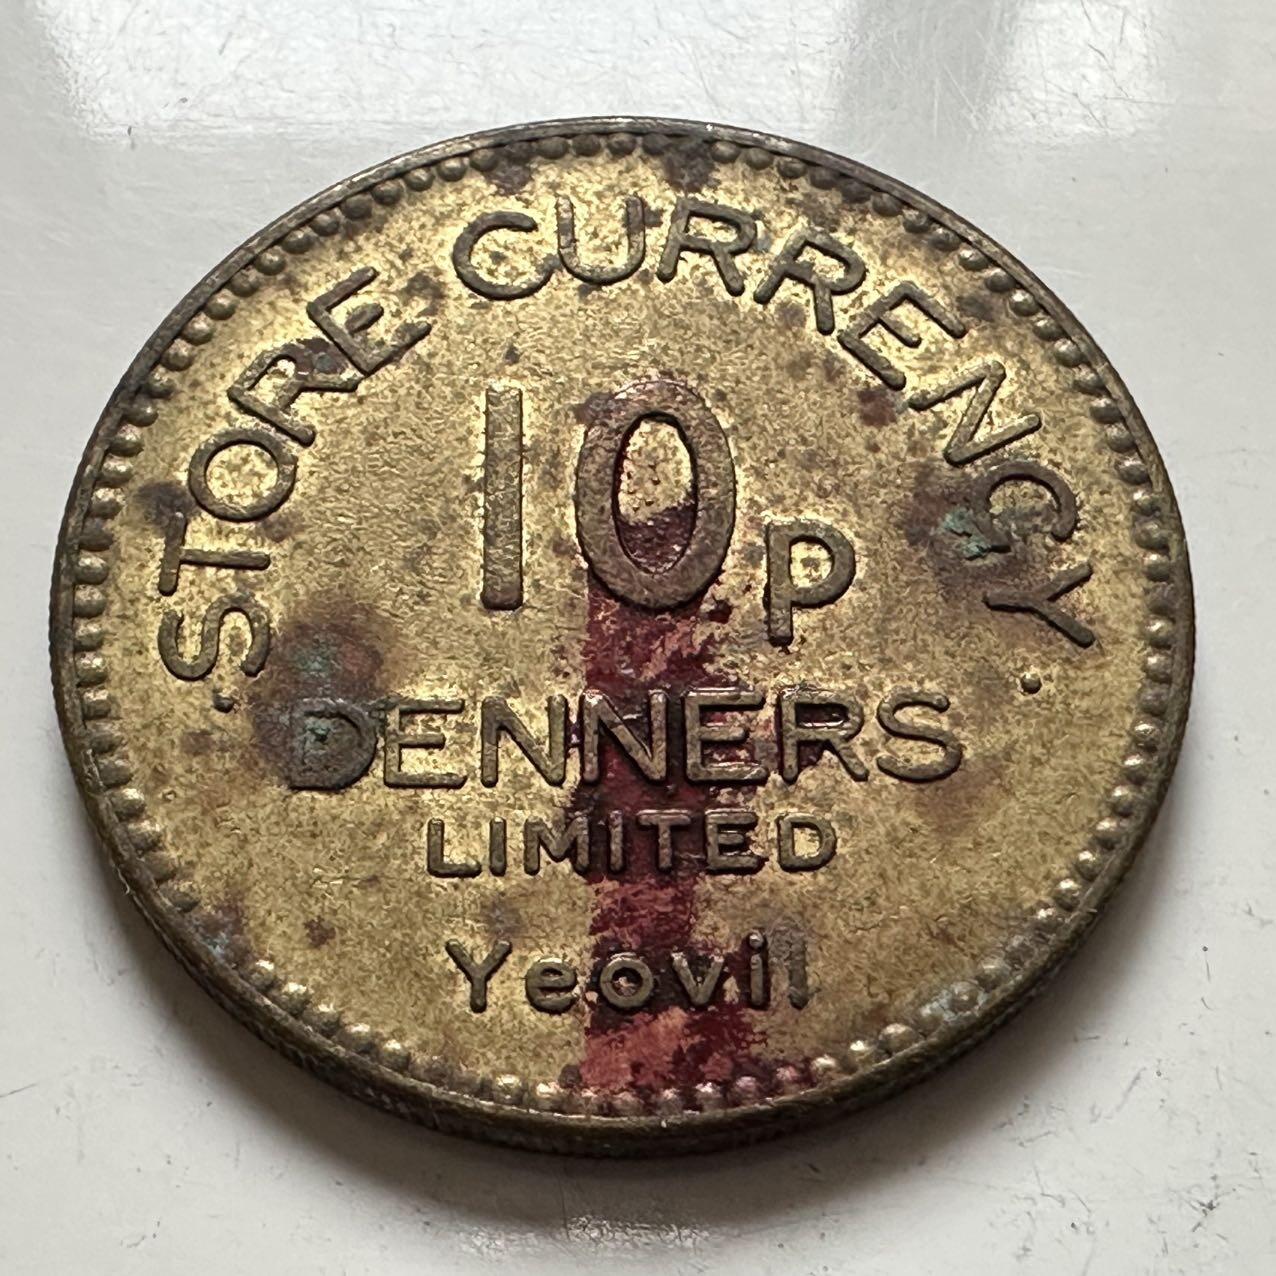 ·STORE CURRENCY·
10p
DENNERS
LIMITED
Yeovil